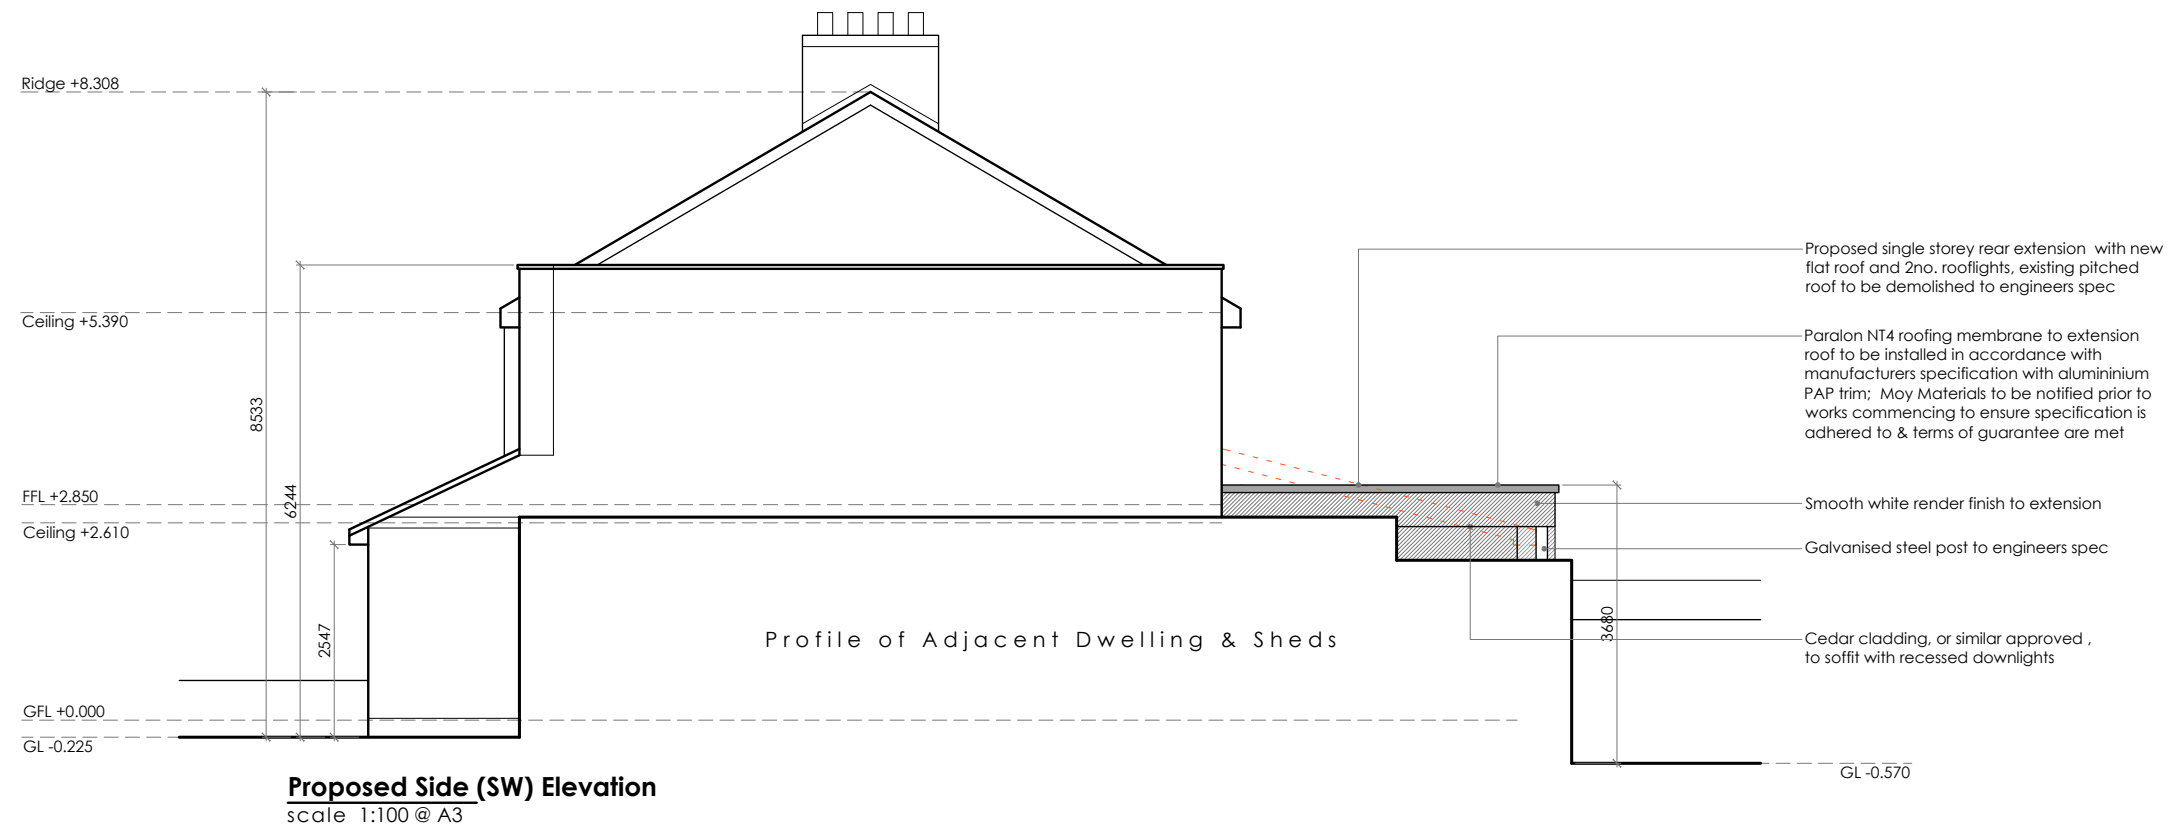 Ridge +8.308
Ceiling +5.390
FFL +2.850
Ceiling +2.610
GFL +0.000
GL -0.225
8533
6244
2547
Profile of Adjacent Dwelling & Sheds
3680
Proposed single storey rear extension with new
flat roof and 2no. rooflights, existing pitched
roof to be demolished to engineers spec
Paralon NT4 roofing membrane to extension
roof to be installed in accordance with
manufacturers specification with alumininium
PAP trim; Moy Materials to be notified prior to
works commencing to ensure specification is
adhered to & terms of guarantee are met
Smooth white render finish to extension
Galvanised steel post to engineers spec
Cedar cladding, or similar approved ,
to soffit with recessed downlights
GL -0.570
Proposed Side (SW) Elevation
scale 1:100 @ A3